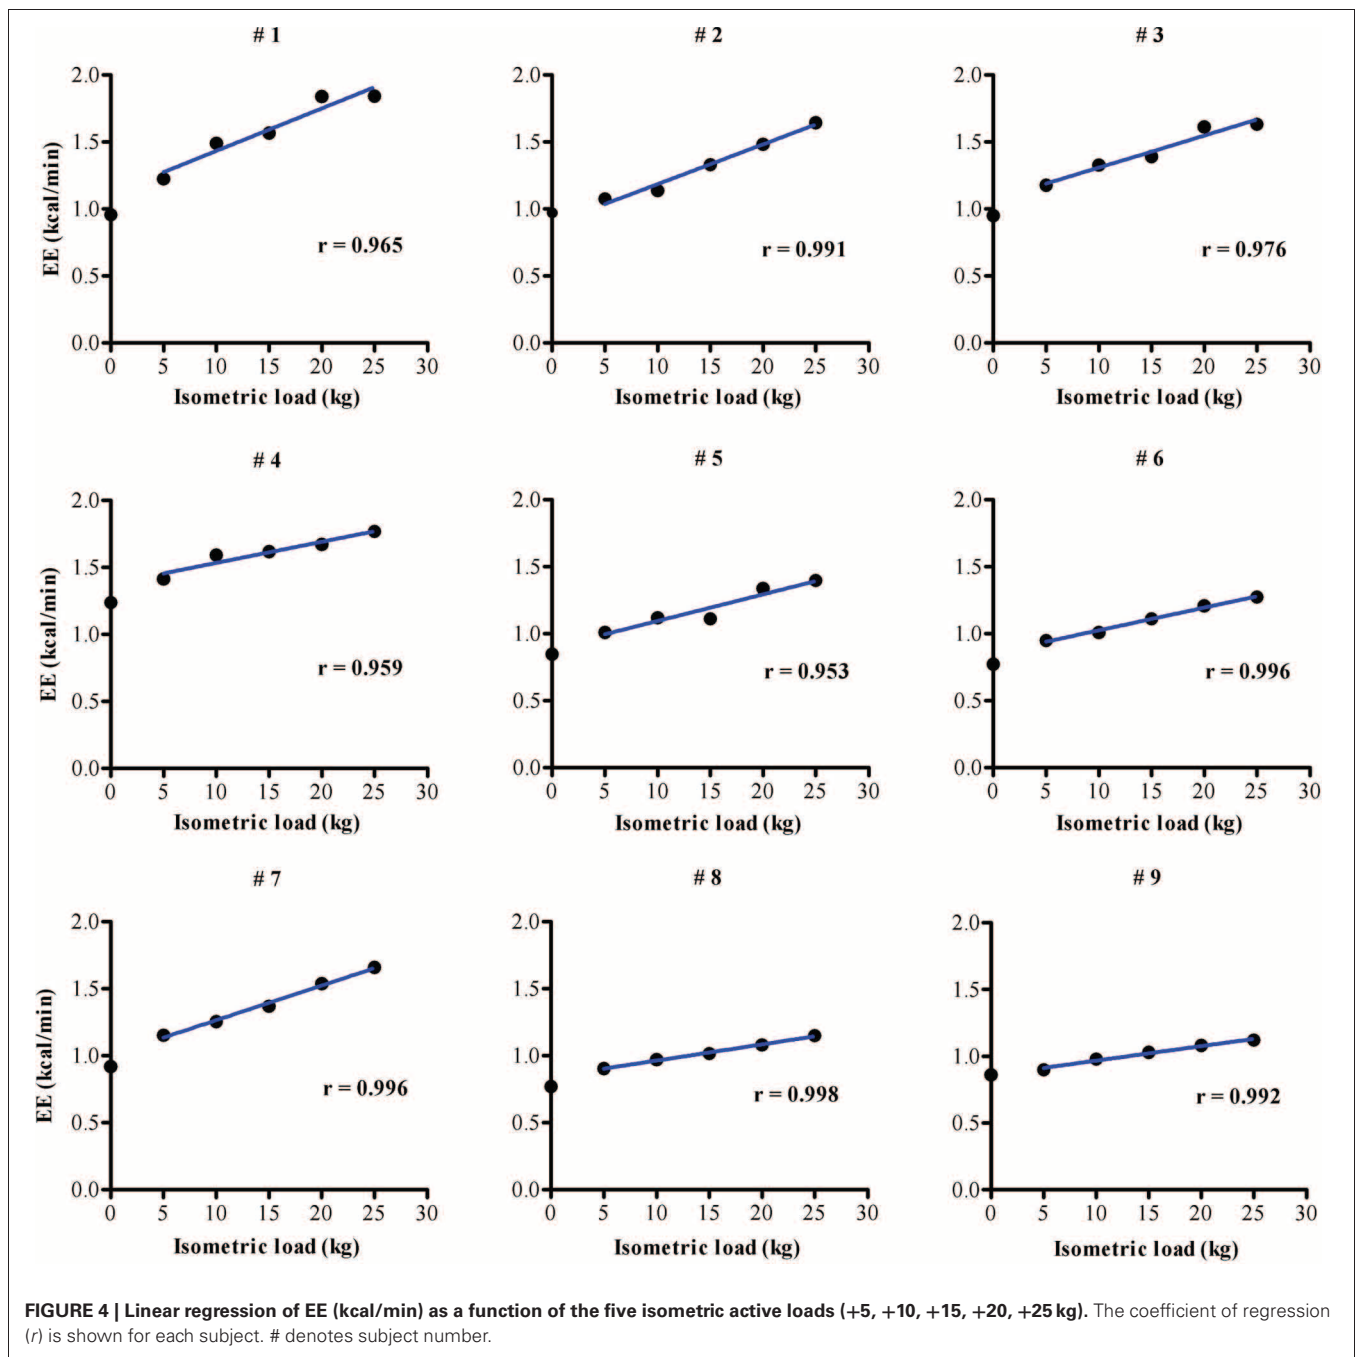 # 1
# 2
# 3
2.0
1.5
1.0
0.5
0.0
EE (kcal/min)
r = 0.965
0 5 10 15 20 25 30
Isometric load (kg)
2.0
1.5
1.0
0.5
0.0
r = 0.991
0 5 10 15 20 25 30
Isometric load (kg)
2.0
1.5
1.0
0.5
0.0
r = 0.976
0 5 10 15 20 25 30
Isometric load (kg)
# 4
# 5
# 6
2.0
1.5
1.0
0.5
0.0
EE (kcal/min)
r = 0.959
0 5 10 15 20 25 30
Isometric load (kg)
2.0
1.5
1.0
0.5
0.0
r = 0.953
0 5 10 15 20 25 30
Isometric load (kg)
2.0
1.5
1.0
0.5
0.0
r = 0.996
0 5 10 15 20 25 30
Isometric load (kg)
# 7
# 8
# 9
2.0
1.5
1.0
0.5
0.0
EE (kcal/min)
r = 0.996
0 5 10 15 20 25 30
Isometric load (kg)
2.0
1.5
1.0
0.5
0.0
r = 0.998
0 5 10 15 20 25 30
Isometric load (kg)
2.0
1.5
1.0
0.5
0.0
r = 0.992
0 5 10 15 20 25 30
Isometric load (kg)
FIGURE 4 | Linear regression of EE (kcal/min) as a function of the five isometric active loads (+5, +10, +15, +20, +25 kg). The coefficient of regression
(r) is shown for each subject. # denotes subject number.